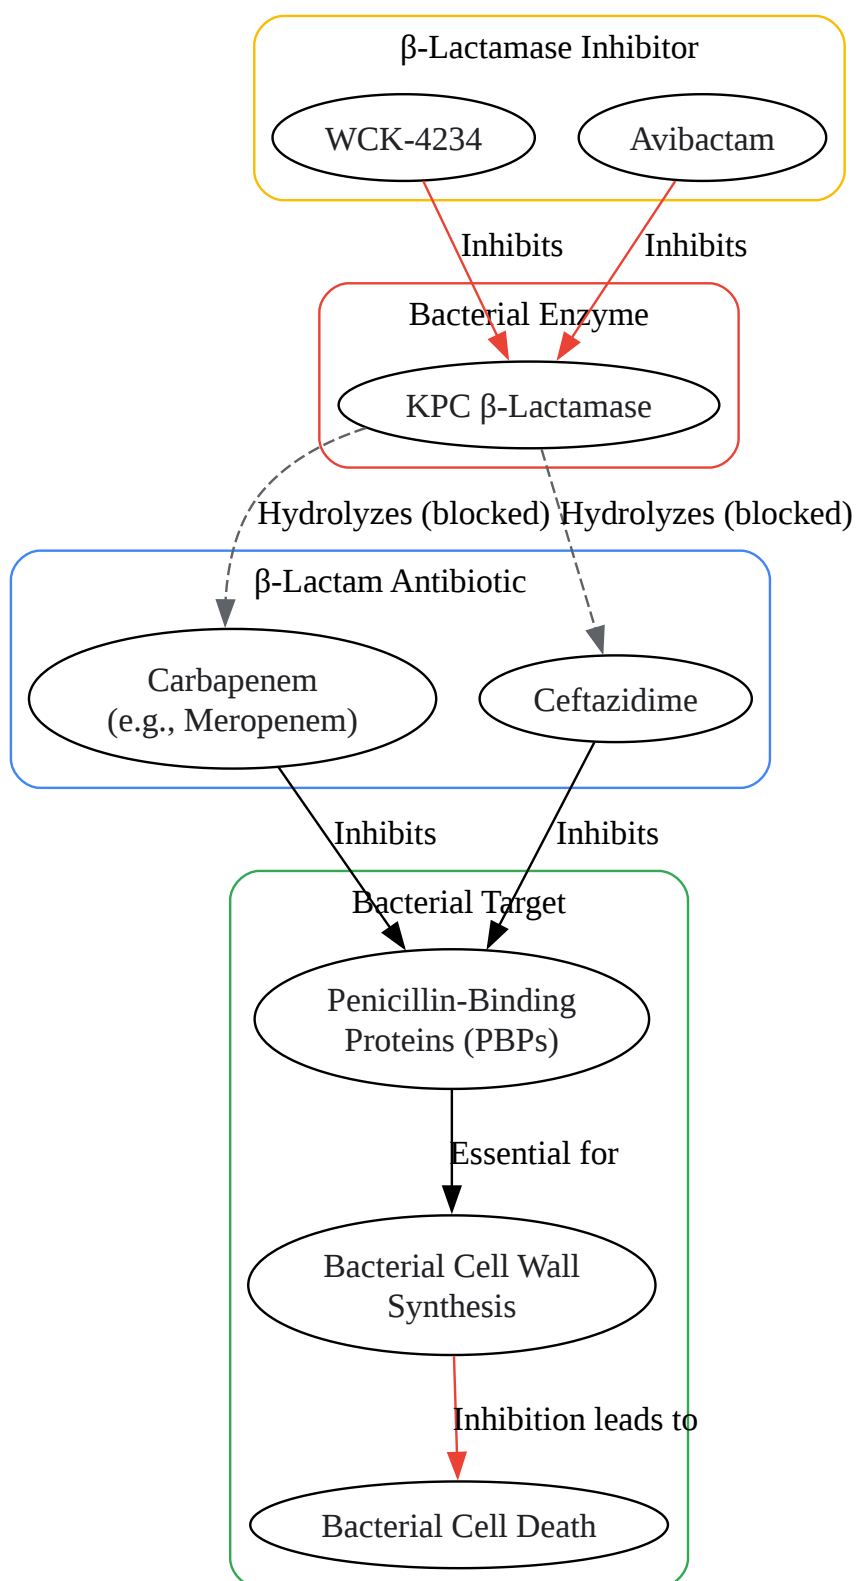 β-Lactamase Inhibitor
WCK-4234
Avibactam
Inhibits
Inhibits
Bacterial Enzyme
KPC β-Lactamase
Hydrolyzes (blocked)
Hydrolyzes (blocked)
β-Lactam Antibiotic
Carbapenem
(e.g., Meropenem)
Ceftazidime
Inhibits
Inhibits
Bacterial Target
Penicillin-Binding
Proteins (PBPs)
Essential for
Bacterial Cell Wall
Synthesis
Inhibition leads to
Bacterial Cell Death